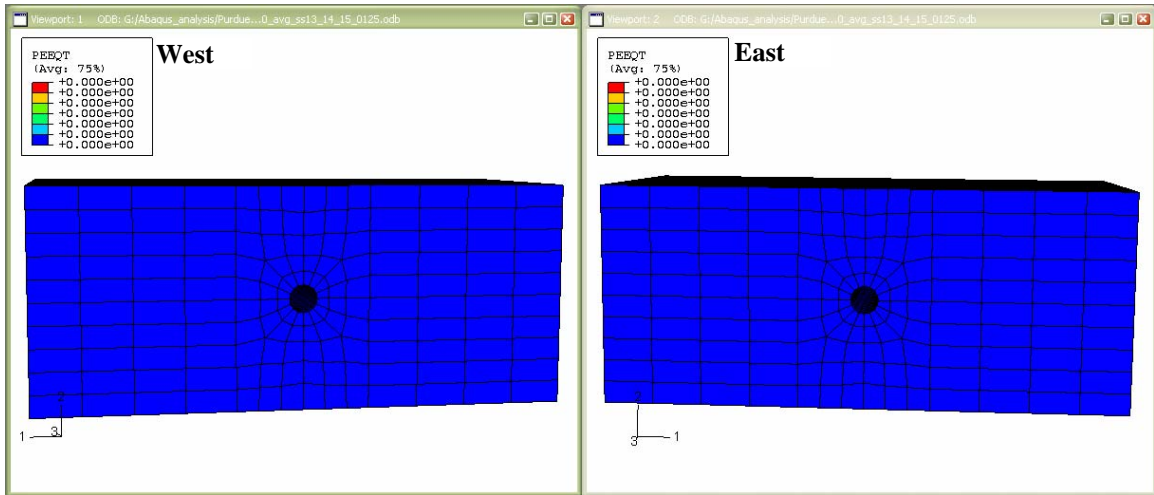 Viewport: 1 ODB: G:/Abaqus_analysis/Purdue...0_avg_ss13_14_15_0125.odb
West
PEEQT
(Avg: 75%)
+0.000e+00
+0.000e+00
+0.000e+00
+0.000e+00
+0.000e+00
+0.000e+00
+0.000e+00
2
1
3
Viewport: 2 ODB: G:/Abaqus_analysis/Purdue...0_avg_ss13_14_15_0125.odb
East
PEEQT
(Avg: 75%)
+0.000e+00
+0.000e+00
+0.000e+00
+0.000e+00
+0.000e+00
+0.000e+00
+0.000e+00
2
3
1